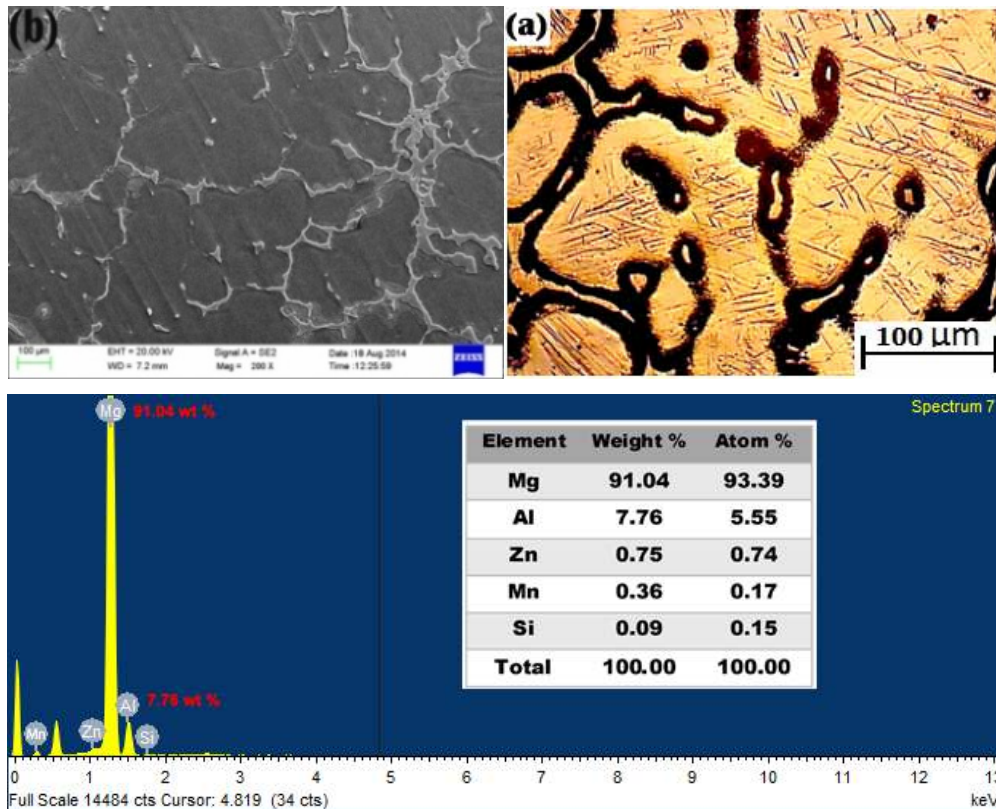 (b)
100 µm
EHT = 20.00 kV
WD = 7.2 mm
Signal A = SE2
Mag = 200 X
Date :18 Aug 2014
Time :12:25:59
ZEISS
(a)
100 µm
Mg 91.04 wt %
Spectrum 7
Element Weight % Atom %
Mg 91.04 93.39
Al 7.76 5.55
Zn 0.75 0.74
Mn 0.36 0.17
Si 0.09 0.15
Total 100.00 100.00
7.76 wt %
Al
Mn Zn Si
0 1 2 3 4 5 6 7 8 9 10 11 12 13
Full Scale 14484 cts Cursor: 4.819 (34 cts) keV